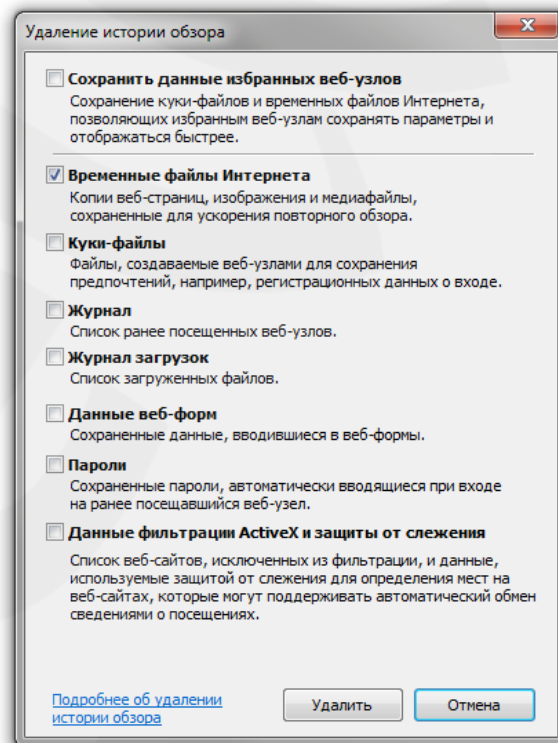 Удаление истории обзора
Сохранить данные избранных веб-узлов
Сохранение куки-файлов и временных файлов Интернета,
позволяющих избранным веб-узлам сохранять параметры и
отображаться быстрее.
Временные файлы Интернета
Копии веб-страниц, изображения и медиафайлы,
сохраненные для ускорения повторного обзора.
Куки-файлы
Файлы, создаваемые веб-узлами для сохранения
предпочтений, например, регистрационных данных о входе.
Журнал
Список ранее посещенных веб-узлов.
Журнал загрузок
Список загруженных файлов.
Данные веб-форм
Сохраненные данные, вводившиеся в веб-формы.
Пароли
Сохраненные пароли, автоматически вводящиеся при входе
на ранее посещавшийся веб-узел.
Данные фильтрации ActiveX и защиты от слежения
Список веб-сайтов, исключенных из фильтрации, и данные,
используемые защитой от слежения для определения мест на
веб-сайтах, которые могут поддерживать автоматический обмен
сведениями о посещениях.
Подробнее об удалении
истории обзора
Удалить
Отмена